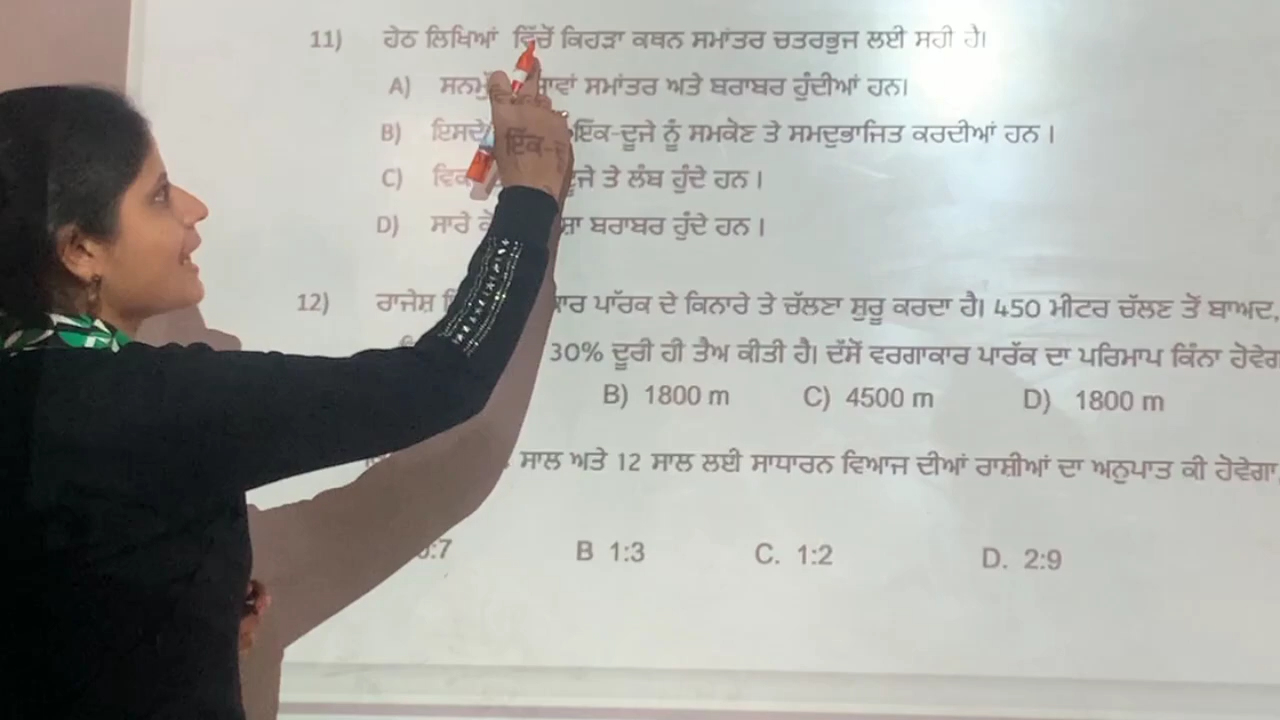 11) ਹੇਠ ਲਿਖਿਆਂ ਵਿੱਚੋਂ ਕਿਹੜਾ ਕਥਨ ਸਮਾਂਤਰ ਚਤਰਭੁਜ ਲਈ ਸਹੀ ਹੈ।
A) ਸਮਾਂਤਰ ਅਤੇ ਬਰਾਬਰ ਹੁੰਦੀਆਂ ਹਨ।
B) ਇਸਦੇ ਇੱਕ-ਦੂਜੇ ਨੂੰ ਸਮਕੋਣ ਤੇ ਸਮਦੁਭਾਜਿਤ ਕਰਦੀਆਂ ਹਨ ।
C) ਤੇ ਲੰਬ ਹੁੰਦੇ ਹਨ ।
D) ਸਾਰੇ ਬਰਾਬਰ ਹੁੰਦੇ ਹਨ ।
12) ਰਾਜੇਸ਼ ਪਾੱਰਕ ਦੇ ਕਿਨਾਰੇ ਤੇ ਚੱਲਣਾ ਸ਼ੁਰੂ ਕਰਦਾ ਹੈ। 450 ਮੀਟਰ ਚੱਲਣ ਤੋਂ ਬਾਅਦ,
30% ਦੂਰੀ ਹੀ ਤੈਅ ਕੀਤੀ ਹੈ। ਦੱਸੋਂ ਵਰਗਾਕਾਰ ਪਾਰੱਕ ਦਾ ਪਰਿਮਾਪ ਕਿੰਨਾ
B) 1800 m C) 4500 m D) 1800 m
ਸਾਲ ਅਤੇ 12 ਸਾਲ ਲਈ ਸਾਧਾਰਨ ਵਿਆਜ ਦੀਆਂ ਰਾਸ਼ੀਆਂ ਦਾ ਅਨੁਪਾਤ ਕੀ ਹੋਵੇਗਾ
B 1:3 C. 1:2 D. 2:9